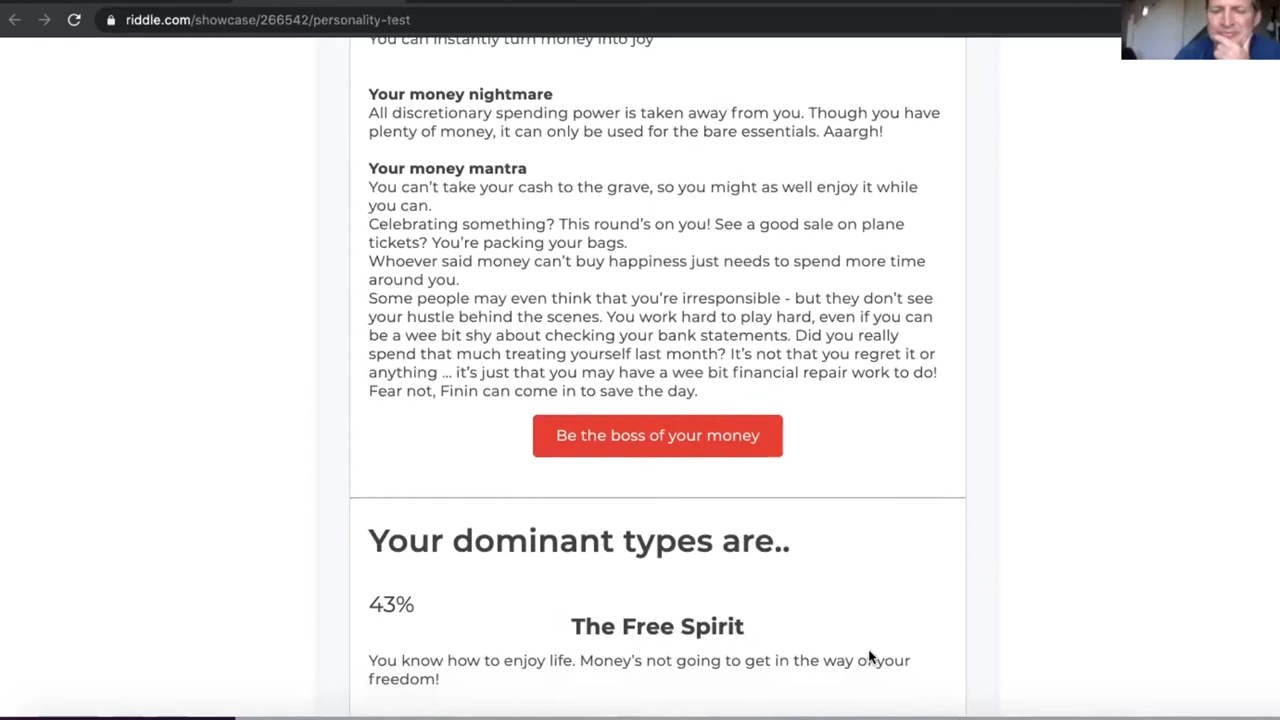 riddle.com/showcase/266542/personality-test
You can instantly turn money into joy
Your money nightmare
All discretionary spending power is taken away from you. Though you have
plenty of money, it can only be used for the bare essentials. Aaargh!
Your money mantra
You can’t take your cash to the grave, so you might as well enjoy it while
you can.
Celebrating something? This round’s on you! See a good sale on plane
tickets? You’re packing your bags.
Whoever said money can’t buy happiness just needs to spend more time
around you.
Some people may even think that you’re irresponsible - but they don’t see
your hustle behind the scenes. You work hard to play hard, even if you can
be a wee bit shy about checking your bank statements. Did you really
spend that much treating yourself last month? It’s not that you regret it or
anything ... it’s just that you may have a wee bit financial repair work to do!
Fear not, Finin can come in to save the day.
Be the boss of your money
Your dominant types are..
43%
The Free Spirit
You know how to enjoy life. Money’s not going to get in the way of your
freedom!